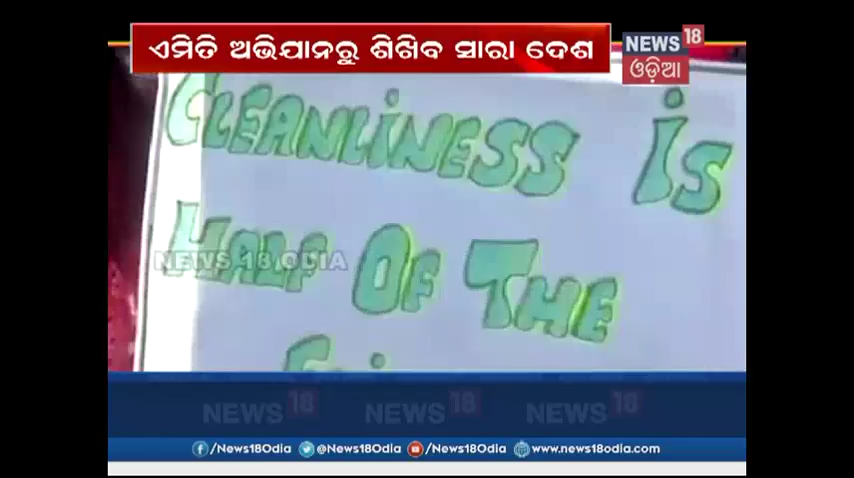 ଏମିତି ଅଭିଯାନରୁ ଶିଖିବ ସାରା ଦେଶ
NEWS 18
ଓଡ଼ିଆ
CLEANLINESS IS
HALF OF THE
NEWS 18 ODIA
NEWS 18 NEWS 18 NEWS 18
/News18Odia @News18Odia /News18Odia www.news18odia.com